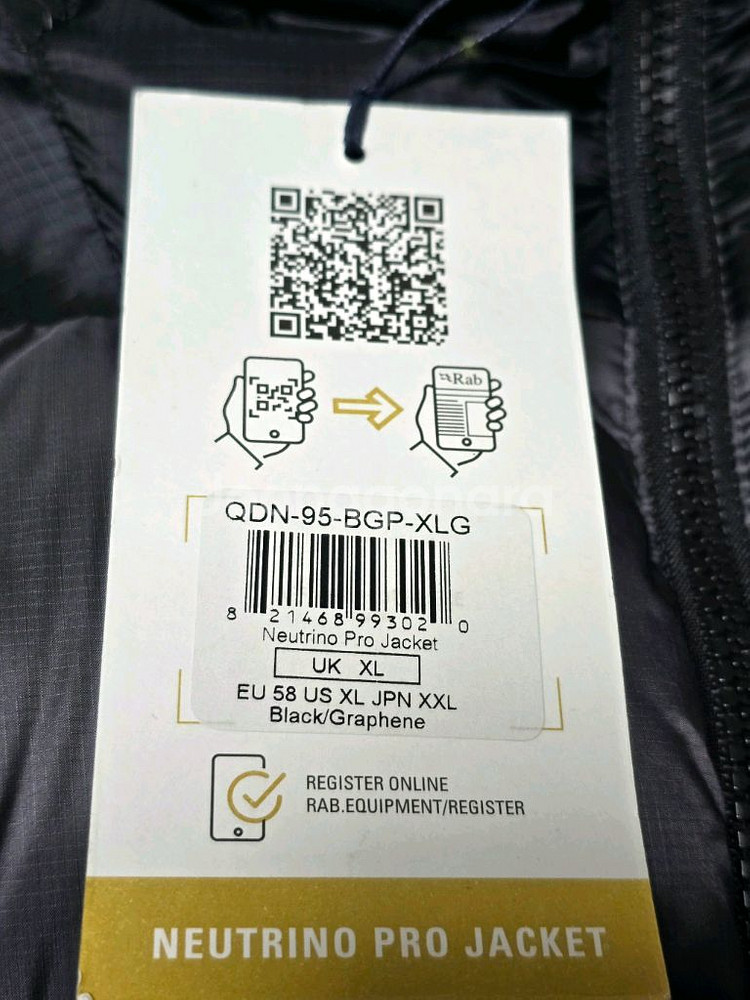 Rab
QDN-95-BGP-XLG
8 21468 99302 0
Neutrino Pro Jacket
UK XL
EU 58 US XL JPN XXL
Black/Graphene
REGISTER ONLINE
RAB.EQUIPMENT/REGISTER
NEUTRINO PRO JACKET